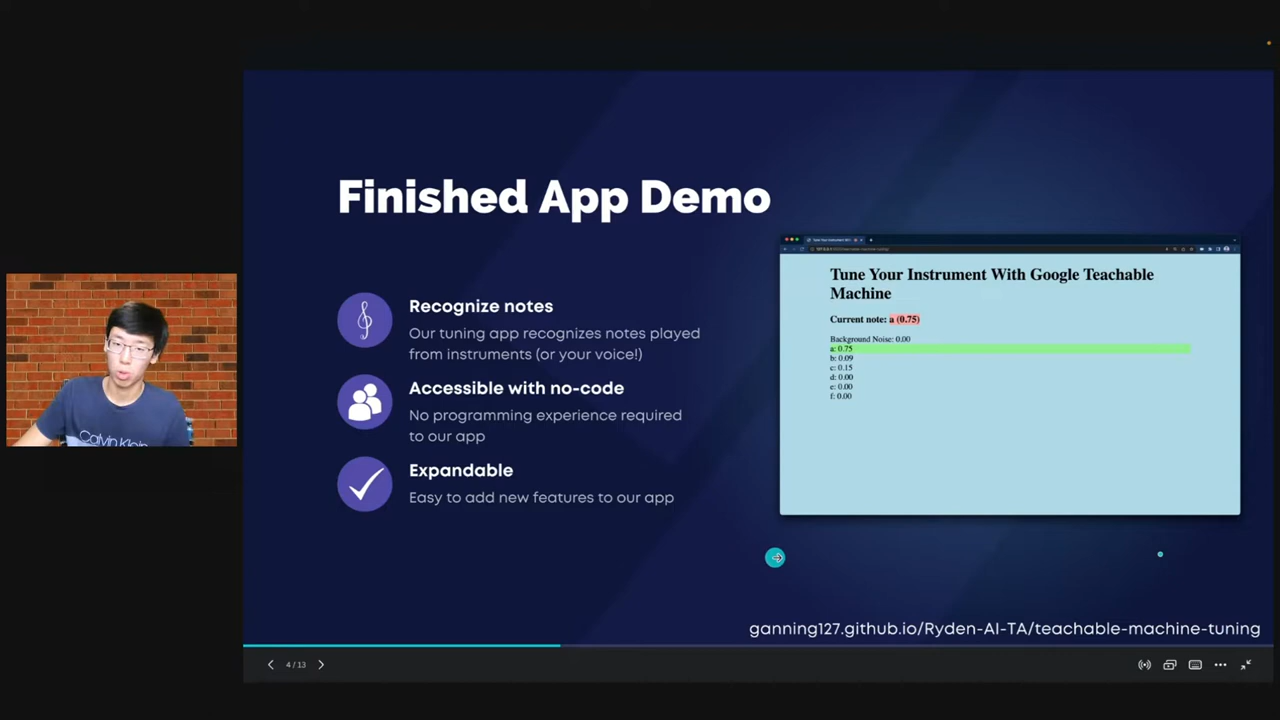 Finished App Demo
Recognize notes
Our tuning app recognizes notes played
from instruments (or your voice!)
Accessible with no-code
No programming experience required
to our app
Expandable
Easy to add new features to our app
Tune Your Instrument With Google Teachable
Machine
Current note: a (0.75)
Background Noise: 0.00
a: 0.75
b: 0.09
c: 0.15
d: 0.00
e: 0.00
f: 0.00
Calvin Klein
ganning127.github.io/Ryden-AI-TA/teachable-machine-tuning
4 / 13